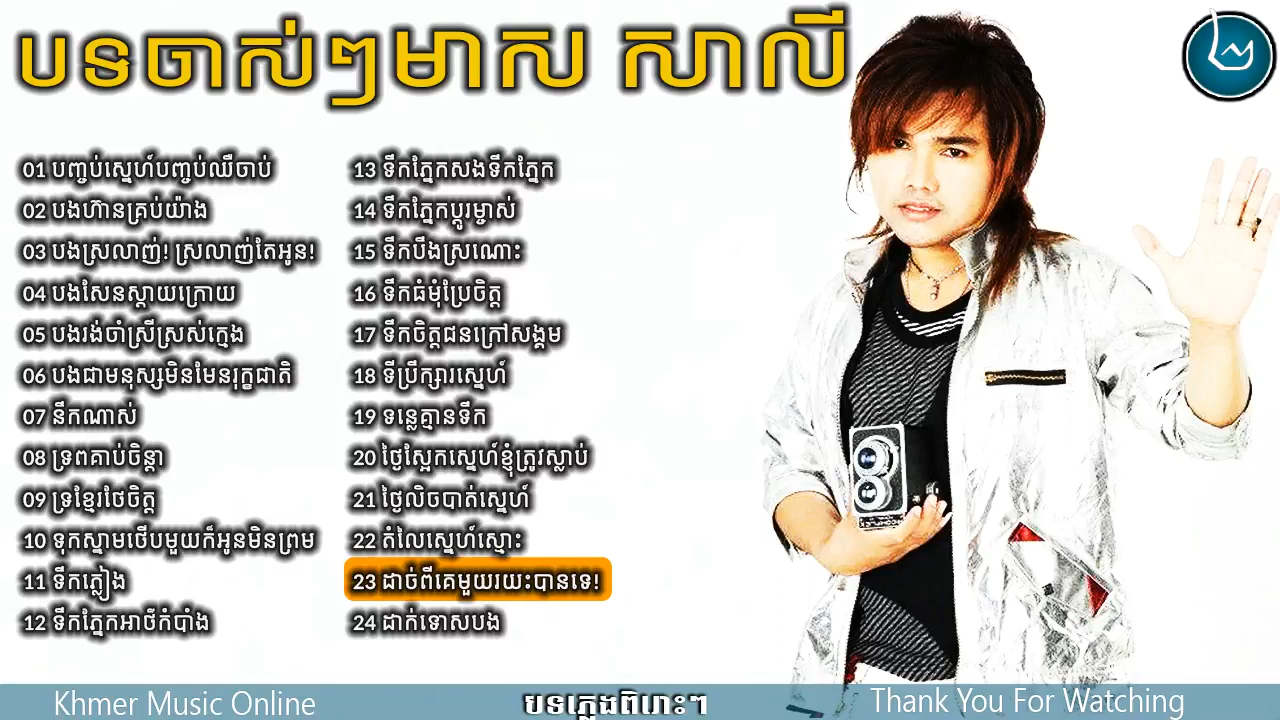 បទចាស់ៗមាស សាលី
01 បញ្ចប់ស្នេហ៍បញ្ចប់ឈឺចាប់
02 បងហ៊ានគ្រប់យ៉ាង
03 បងស្រលាញ់! ស្រលាញ់តែអូន!
04 បងសែនស្តាយក្រោយ
05 បងរង់ចាំស្រីស្រស់ក្មេង
06 បងជាមនុស្សមិនមែនរុក្ខជាតិ
07 នឹកណាស់
08 ទ្រពគាប់ចិន្តា
09 ទ្រខ្មែរថែចិត្ត
10 ទុកស្នាមថើបមួយក៏អូនមិនព្រម
11 ទឹកភ្លៀង
12 ទឹកភ្នែកអាថ៌កំបាំង
13 ទឹកភ្នែកសងទឹកភ្នែក
14 ទឹកភ្នែកប្តូរម្ចាស់
15 ទឹកបឹងស្រណោះ
16 ទឹកធំមុំប្រែចិត្ត
17 ទឹកចិត្តជនក្រៅសង្គម
18 ទីប្រឹក្សារស្នេហ៍
19 ទន្លេគ្មានទឹក
20 ថ្ងៃស្អែកស្នេហ៍ខ្ញុំត្រូវស្លាប់
21 ថ្ងៃលិចបាត់ស្នេហ៍
22 តំលៃស្នេហ៍ស្មោះ
23 ដាច់ពីគេមួយរយះបានទេ!
24 ដាក់ទោសបង
Khmer Music Online
បទភ្លេងពិរោះៗ
Thank You For Watching